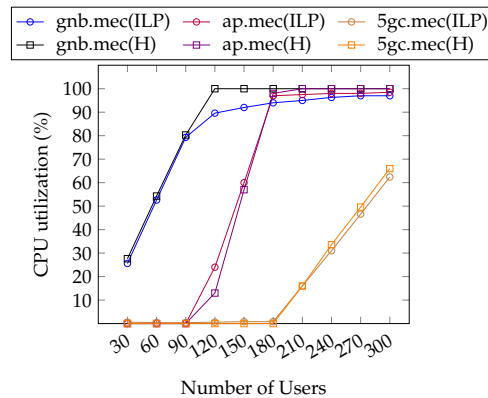 gnb.mec(ILP) ap.mec(ILP) 5gc.mec(ILP)
gnb.mec(H) ap.mec(H) 5gc.mec(H)
100
90
80
70
60
50
40
30
20
10
CPU utilization (%)
30 60 90 120 150 180 210 240 270 300
Number of Users